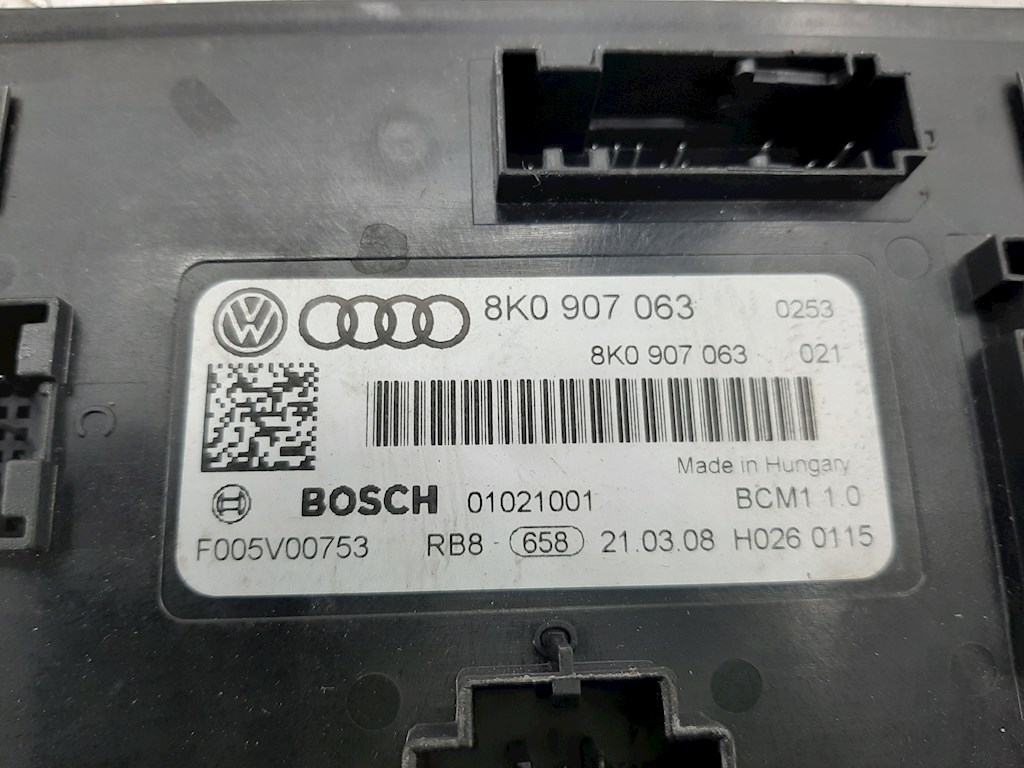 8K0 907 063 0253
8K0 907 063 021
Made in Hungary
BOSCH 01021001 BCM1 1.0
F005V00753 RB8 - 658 21.03.08 H026 0115
C